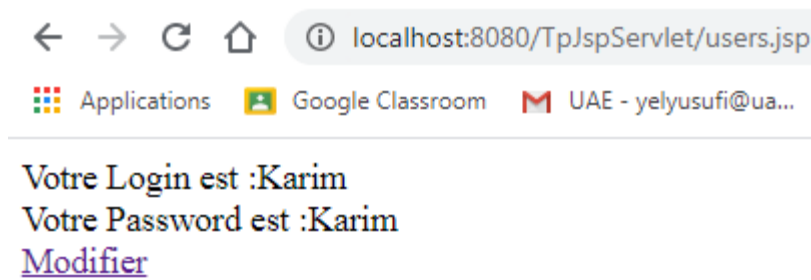 localhost:8080/TpJspServlet/users.jsp
Applications Google Classroom UAE - yelyusufi@ua...
Votre Login est :Karim
Votre Password est :Karim
Modifier